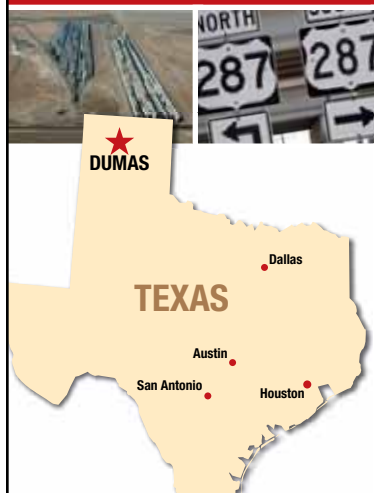 NORTH
287
287
DUMAS
Dallas
TEXAS
Austin
San Antonio
Houston